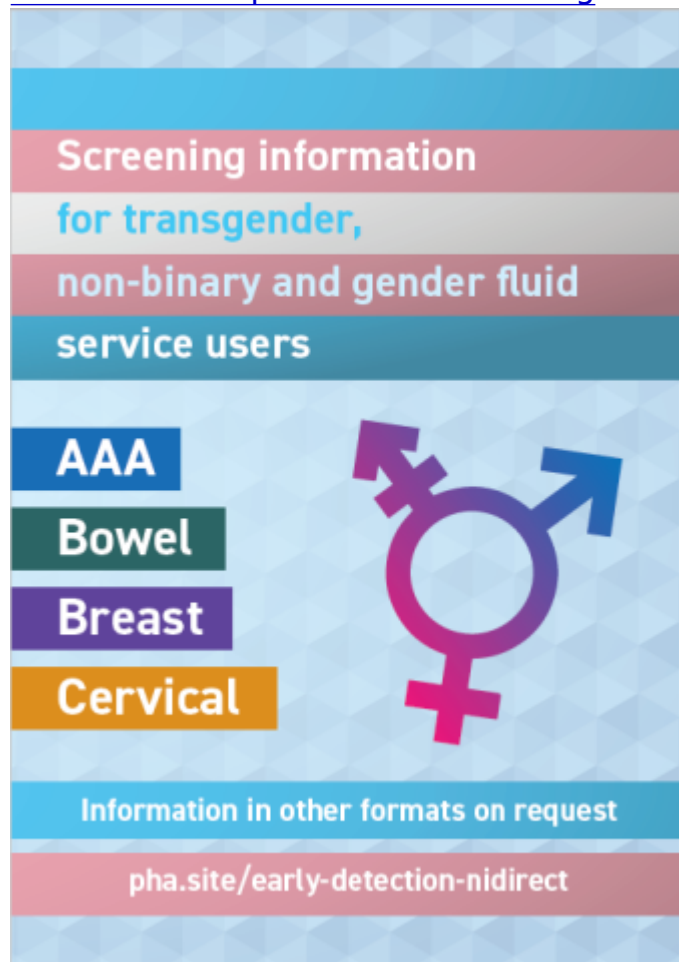 Screening information
for transgender,
non-binary and gender fluid
service users
AAA
Bowel
Breast
Cervical
Information in other formats on request
pha.site/early-detection-nidirect